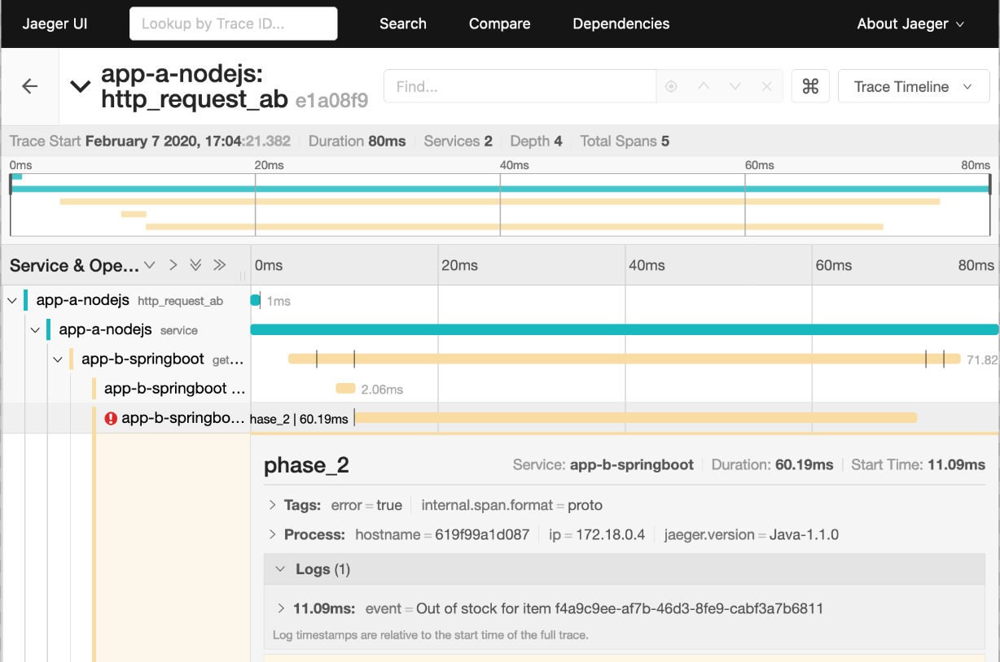 Jaeger UI Lookup by Trace ID... Search Compare Dependencies About Jaeger
app-a-nodejs:
http_request_ab e1a08f9 Find... ⌘ Trace Timeline
Trace Start February 7 2020, 17:04:21.382 Duration 80ms Services 2 Depth 4 Total Spans 5
0ms 20ms 40ms 60ms 80ms
Service & Ope... 0ms 20ms 40ms 60ms 80ms
app-a-nodejs http_request_ab 1ms
app-a-nodejs service
app-b-springboot get... 71.82
app-b-springboot ... 2.06ms
app-b-springbo... hase_2 | 60.19ms
phase_2 Service: app-b-springboot Duration: 60.19ms Start Time: 11.09ms
Tags: error = true internal.span.format = proto
Process: hostname = 619f99a1d087 ip = 172.18.0.4 jaeger.version = Java-1.1.0
Logs (1)
11.09ms: event = Out of stock for item f4a9c9ee-af7b-46d3-8fe9-cabf3a7b6811
Log timestamps are relative to the start time of the full trace.